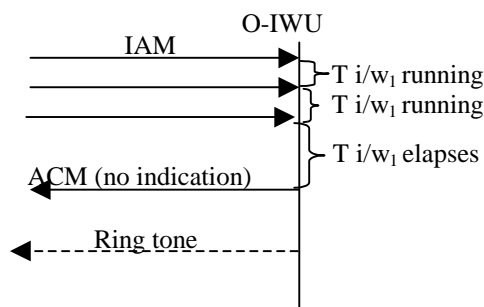 O-IWU
IAM
T i/w₁ running
T i/w₁ running
T i/w₁ elapses
ACM (no indication)
Ring tone